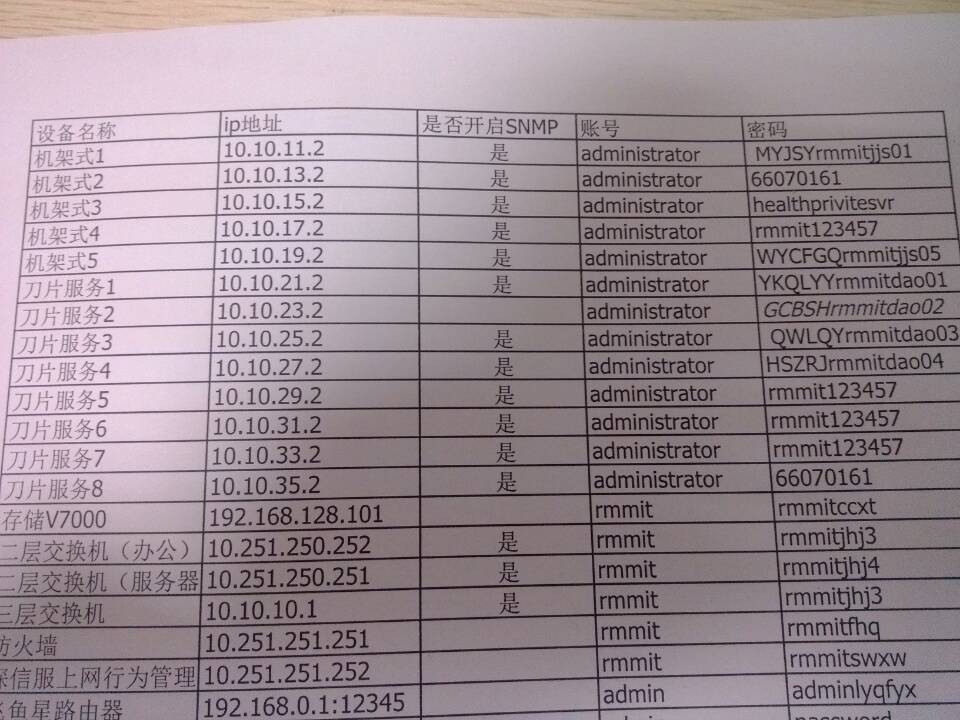 设备名称 ip地址 是否开启SNMP 账号 密码
机架式1 10.10.11.2 是 administrator MYJSYrmmitjjs01
机架式2 10.10.13.2 是 administrator 66070161
机架式3 10.10.15.2 是 administrator healthprivitesvr
机架式4 10.10.17.2 是 administrator rmmit123457
机架式5 10.10.19.2 是 administrator WYCFGQrmmitjjs05
刀片服务1 10.10.21.2 是 administrator YKQLYYrmmitdao01
刀片服务2 10.10.23.2 administrator GCBSHrmmitdao02
刀片服务3 10.10.25.2 是 administrator QWLQYrmmitdao03
刀片服务4 10.10.27.2 是 administrator HSZRJrmmitdao04
刀片服务5 10.10.29.2 是 administrator rmmit123457
刀片服务6 10.10.31.2 是 administrator rmmit123457
刀片服务7 10.10.33.2 是 administrator rmmit123457
刀片服务8 10.10.35.2 是 administrator 66070161
存储V7000 192.168.128.101 rmmit rmmitccxt
二层交换机（办公） 10.251.250.252 是 rmmit rmmitjhj3
二层交换机（服务器 10.251.250.251 是 rmmit rmmitjhj4
三层交换机 10.10.10.1 是 rmmit rmmitjhj3
防火墙 10.251.251.251 rmmit rmmitfhq
深信服上网行为管理 10.251.251.252 rmmit rmmitswxw
飞鱼星路由器 192.168.0.1:12345 admin adminlyqfyx